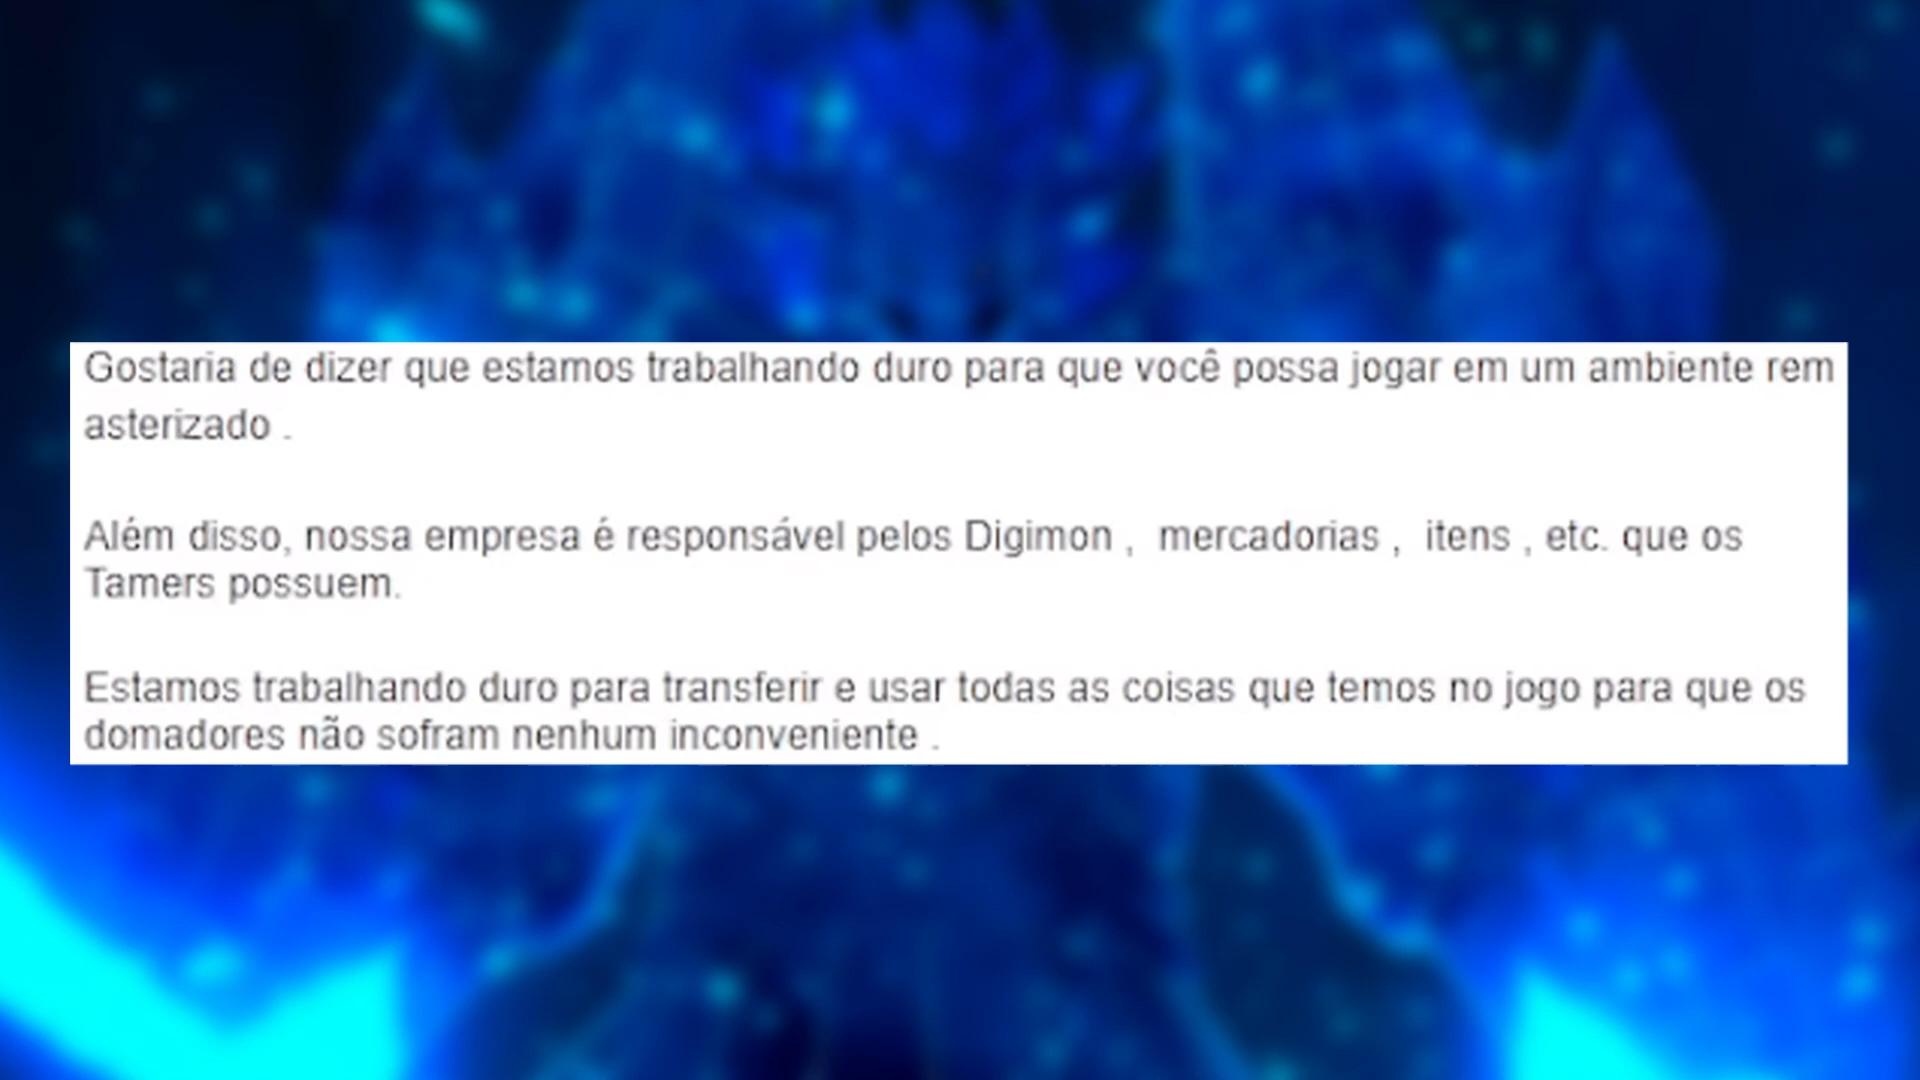 Gostaria de dizer que estamos trabalhando duro para que você possa jogar em um ambiente rem
asterizado .
Além disso, nossa empresa é responsável pelos Digimon ,  mercadorias ,  itens , etc. que os
Tamers possuem.
Estamos trabalhando duro para transferir e usar todas as coisas que temos no jogo para que os
domadores não sofram nenhum inconveniente .